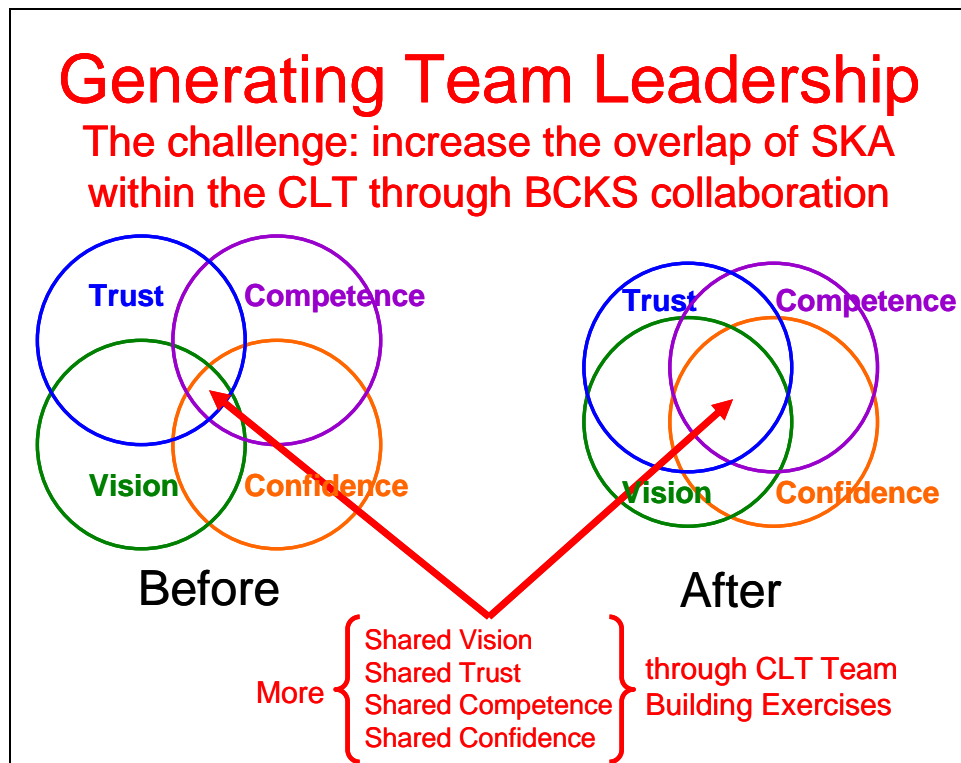 Generating Team Leadership
The challenge: increase the overlap of SKA
within the CLT through BCKS collaboration
Trust
Competence
Vision
Confidence
Before
Trust
Competence
Vision
Confidence
After
More
Shared Vision
Shared Trust
Shared Competence
Shared Confidence
through CLT Team
Building Exercises